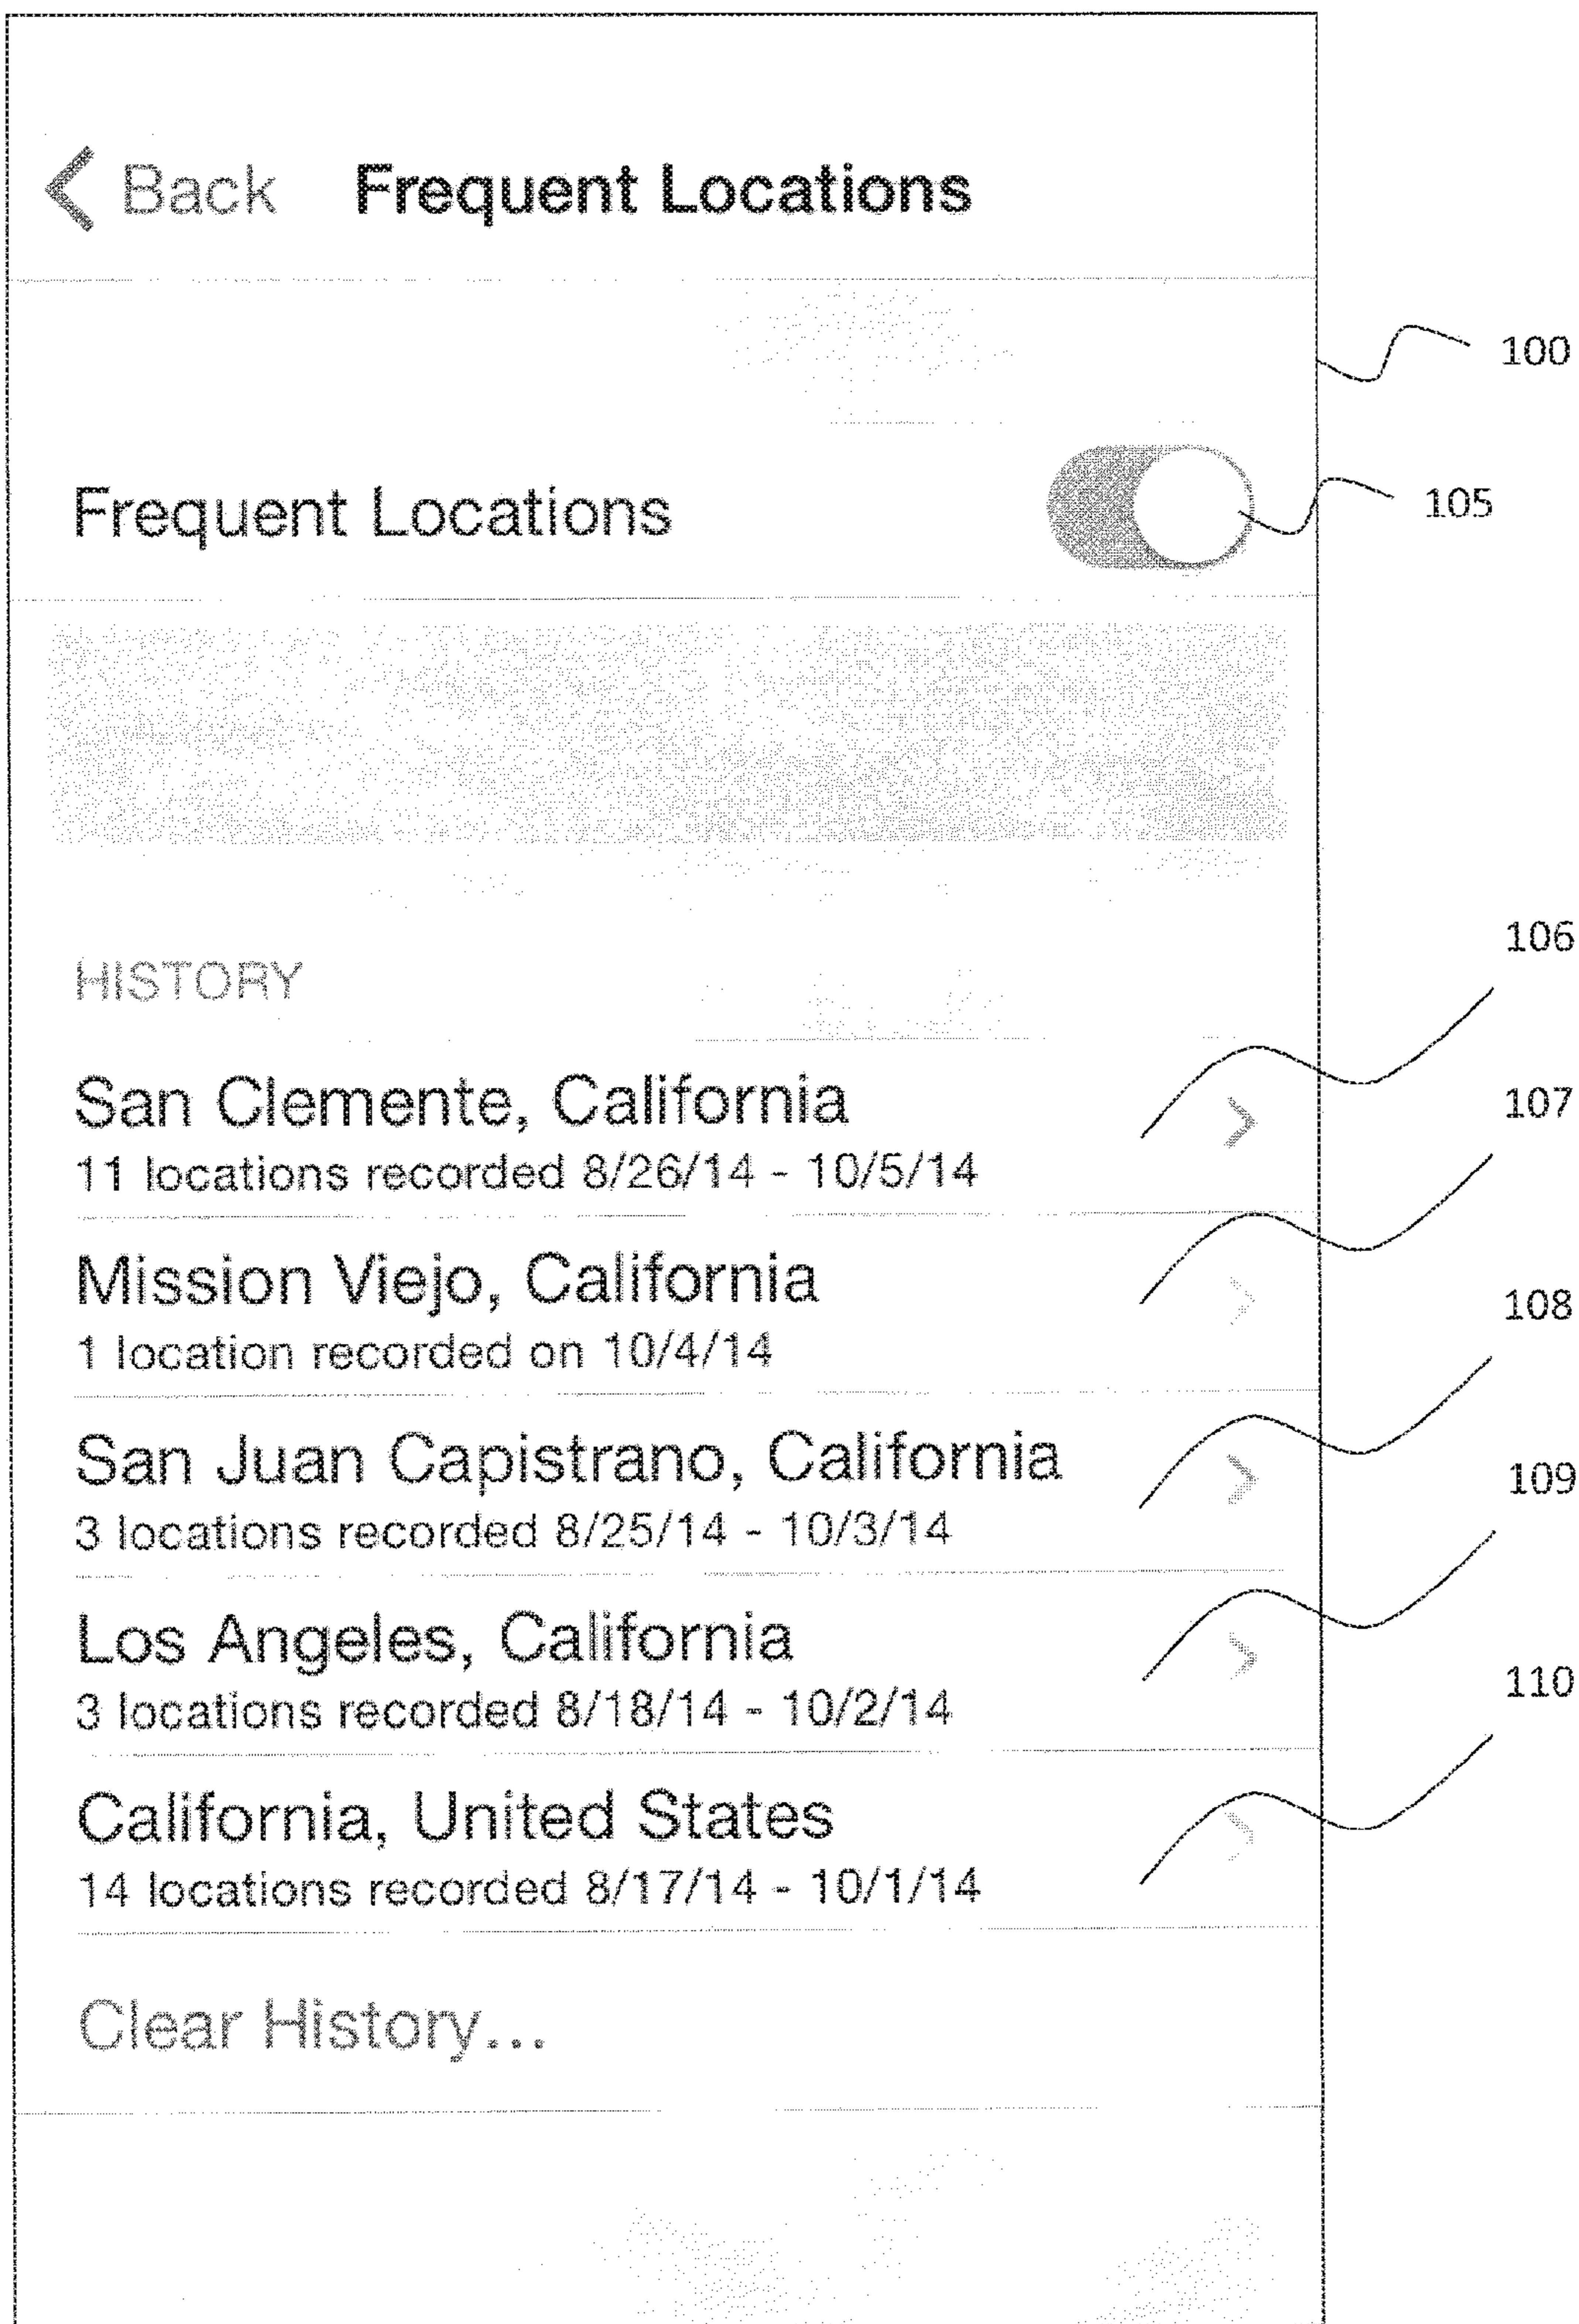 Back Frequent Locations
100
Frequent Locations
105
106
HISTORY
San Clemente, California
107
11 locations recorded 8/26/14 - 10/5/14
Mission Viejo, California
108
1 location recorded on 10/4/14
San Juan Capistrano, California
109
3 locations recorded 8/25/14 - 10/3/14
Los Angeles, California
110
3 locations recorded 8/18/14 - 10/2/14
California, United States
14 locations recorded 8/17/14 - 10/1/14
Clear History...